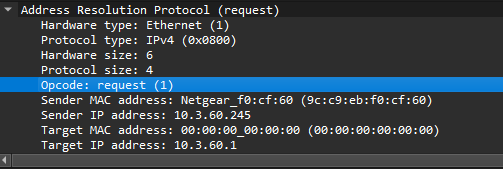 Address Resolution Protocol (request)
Hardware type: Ethernet (1)
Protocol type: IPv4 (0x0800)
Hardware size: 6
Protocol size: 4
Opcode: request (1)
Sender MAC address: Netgear_f0:cf:60 (9c:c9:eb:f0:cf:60)
Sender IP address: 10.3.60.245
Target MAC address: 00:00:00_00:00:00 (00:00:00:00:00:00)
Target IP address: 10.3.60.1